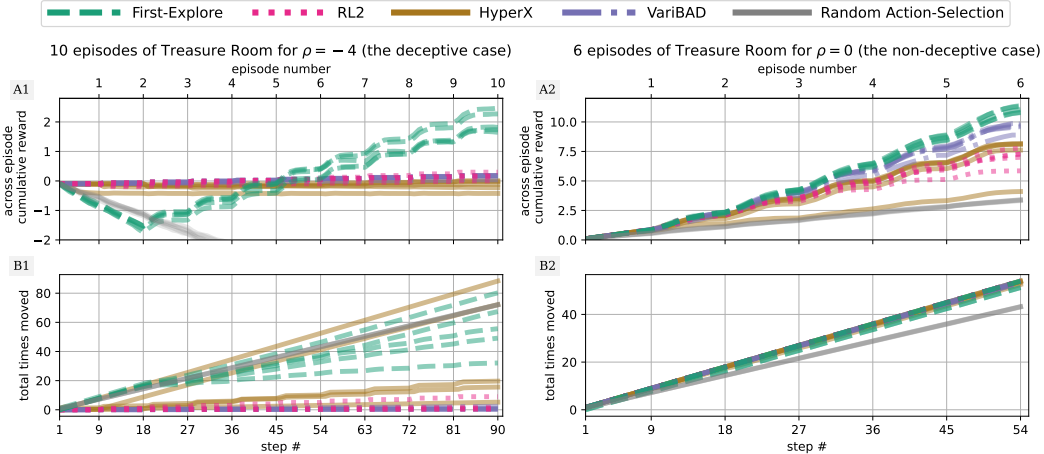 First-Explore RL2 HyperX VariBAD Random Action-Selection
10 episodes of Treasure Room for ρ = −4 (the deceptive case)
episode number
A1
1 2 3 4 5 6 7 8 9 10
2
1
0
−1
−2
across episode
cumulative reward
6 episodes of Treasure Room for ρ = 0 (the non-deceptive case)
episode number
A2
1 2 3 4 5 6
10.0
7.5
5.0
2.5
0.0
across episode
cumulative reward
B1
80
60
40
20
0
total times moved
1 9 18 27 36 45 54 63 72 81 90
step #
B2
40
20
0
total times moved
1 9 18 27 36 45 54
step #